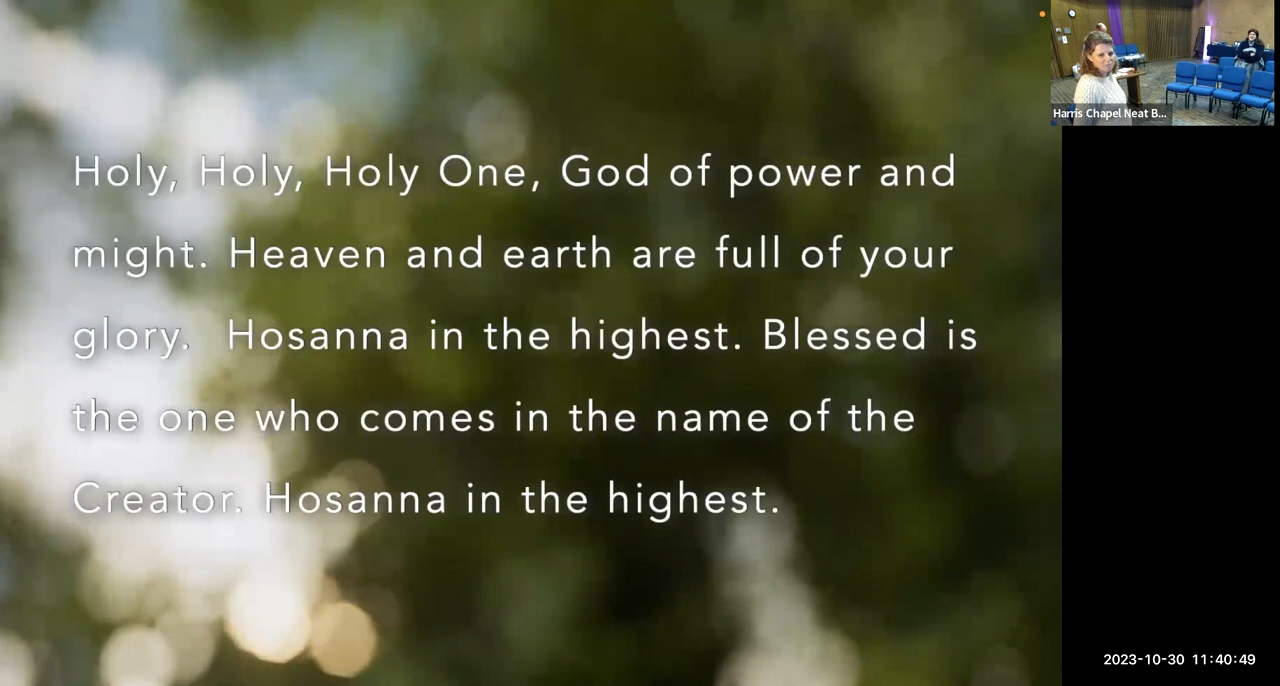 Harris Chapel Neat B...
Holy, Holy, Holy One, God of power and
might. Heaven and earth are full of your
glory. Hosanna in the highest. Blessed is
the one who comes in the name of the
Creator. Hosanna in the highest.
2023-10-30 11:40:49